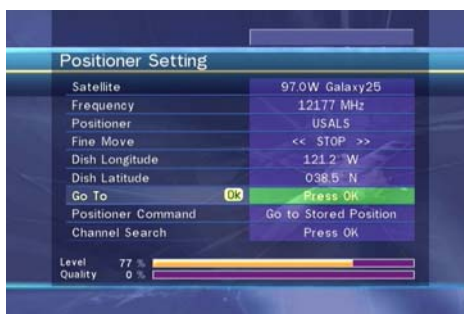 Positioner Setting
Satellite 97.0W Galaxy25
Frequency 12177 MHz
Positioner USALS
Fine Move << STOP >>
Dish Longitude 121.2 W
Dish Latitude 038.5 N
Go To Ok Press OK
Positioner Command Go to Stored Position
Channel Search Press OK
Level 77 %
Quality 0 %